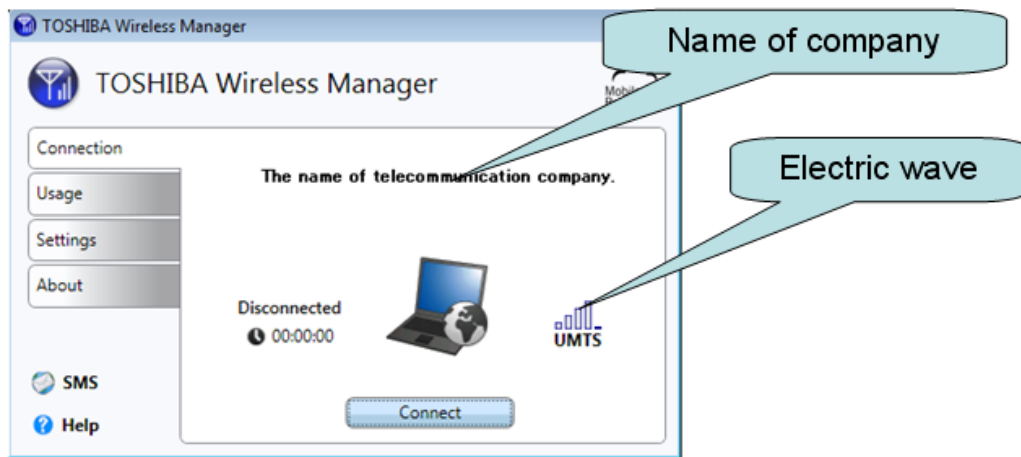 TOSHIBA Wireless Manager
Name of company
TOSHIBA Wireless Manager
Connection
The name of telecommunication company.
Electric wave
Usage
Settings
About
Disconnected
00:00:00
UMTS
SMS
Connect
Help